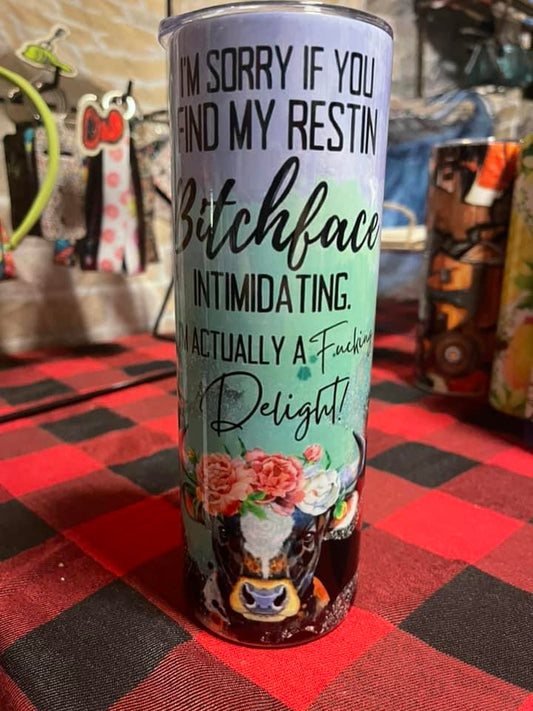 I'M SORRY IF YOU
FIND MY RESTIN
Bitchface
INTIMIDATING.
I'M ACTUALLY A Fucking
Delight!